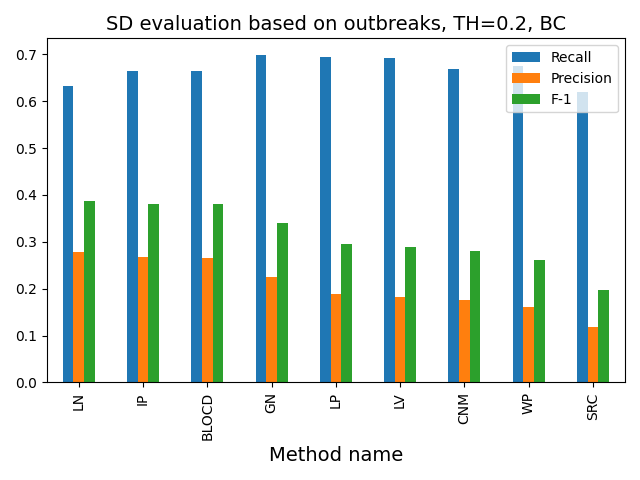 SD evaluation based on outbreaks, TH=0.2, BC
Recall
Precision
F-1
0.7
0.6
0.5
0.4
0.3
0.2
0.1
0.0
LN
IP
BLOCD
GN
LP
LV
CNM
WP
SRC
Method name